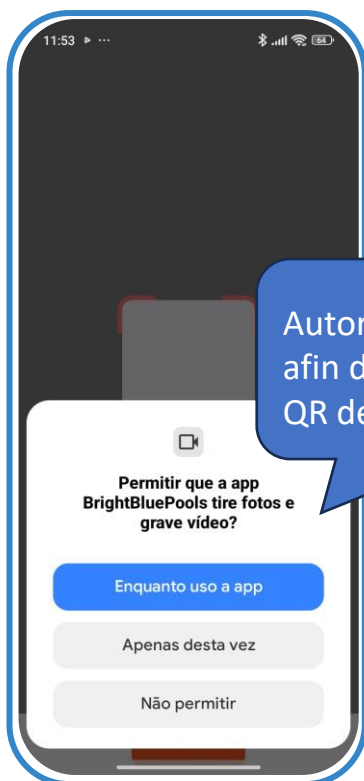 11:53
64
Autor
afin d
QR de
Permitir que a app
BrightBluePools tire fotos e
grave vídeo?
Enquanto uso a app
Apenas desta vez
Não permitir